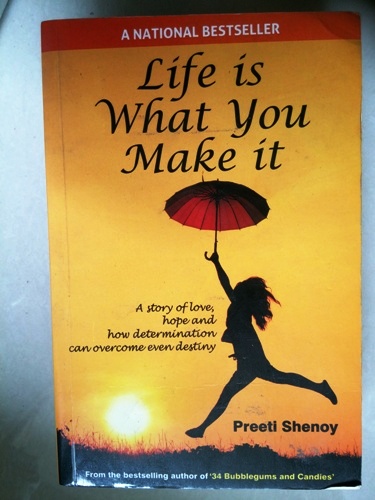 A NATIONAL BESTSELLER
Life is
What You
Make it
A story of love,
hope and
how determination
can overcome even destiny
Preeti Shenoy
From the bestselling author of '34 Bubblegums and Candies'